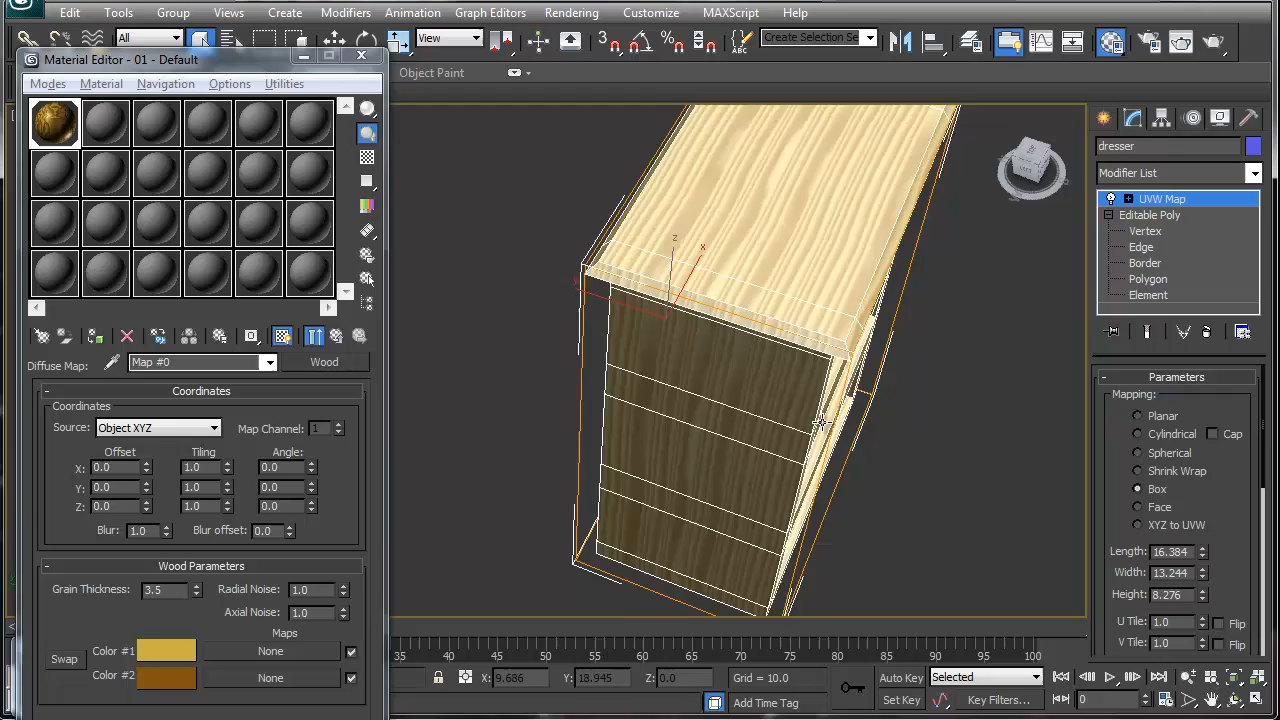 Edit Tools Group Views Create Modifiers Animation Graph Editors Rendering Customize MAXScript Help
All View 3 % Create Selection Se ABC
Material Editor - 01 - Default
Object Paint
Modes Material Navigation Options Utilities
dresser
Modifier List
UVW Map
Editable Poly
Vertex
Edge
Border
Polygon
Element
z
x
Diffuse Map: Map #0 Wood
Coordinates
Coordinates
Source: Object XYZ Map Channel: 1
Offset Tiling Angle:
X: 0.0 1.0 0.0
Y: 0.0 1.0 0.0
Z: 0.0 1.0 0.0
Blur: 1.0 Blur offset: 0.0
Wood Parameters
Grain Thickness: 3.5 Radial Noise: 1.0
Axial Noise: 1.0
Maps
Color #1 None
Swap
Color #2 None
Parameters
Mapping:
Planar
Cylindrical Cap
Spherical
Shrink Wrap
Box
Face
XYZ to UVW
Length: 16.384
Width: 13.244
Height: 8.276
U Tile: 1.0 Flip
V Tile: 1.0 Flip
35 40 45 50 55 60 65 70 75 80 85 90 95 100
X: 9.686 Y: 18.945 Z: 0.0 Grid = 10.0 Auto Key Selected
Add Time Tag Set Key Key Filters... 0